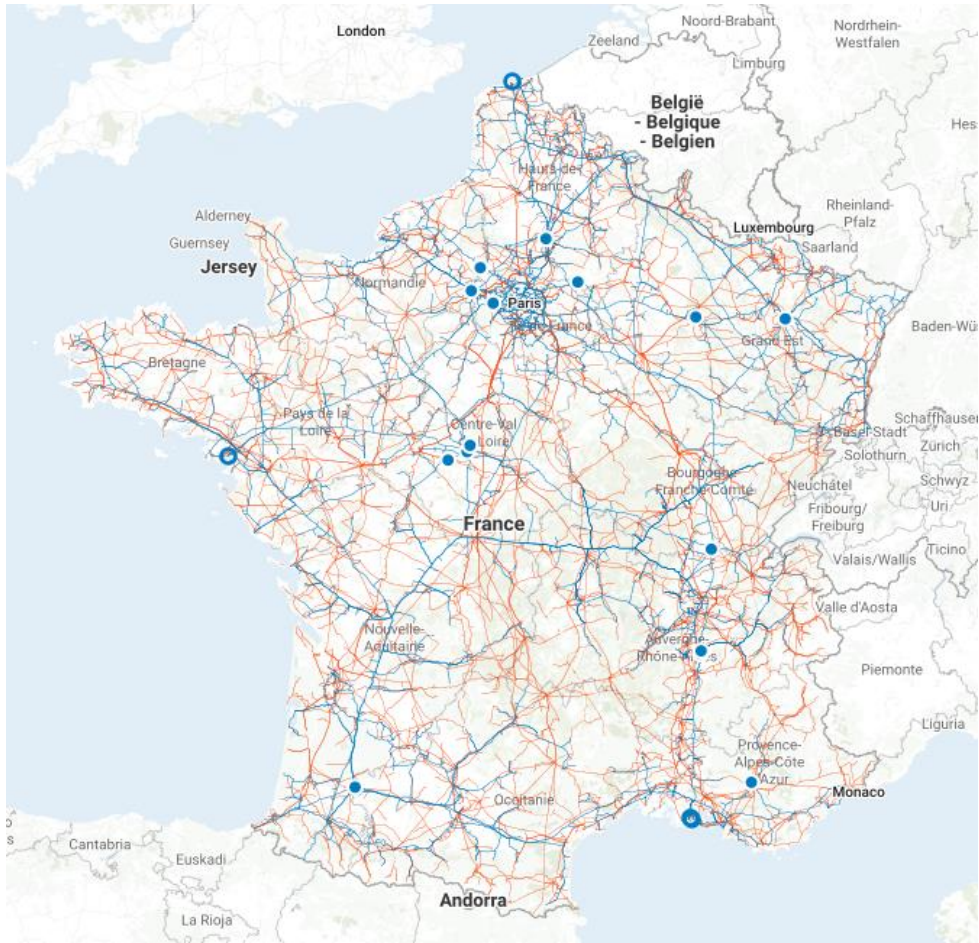 London
Noord-Brabant
Nordrhein-
Westfalen
Zeeland
Limburg
België
- Belgique
- Belgien
Hauts-de-
France
Rheinland-
Pfalz
Alderney
Guernsey
Luxembourg
Saarland
Jersey
Normandie
Paris
Grand Est
Baden-Wü
Bretagne
Pays de la
Loire
Centre-Val
Loire
Schaffhausen
Basel-Stadt
Zürich
Solothurn
Bourgogne
Franche-Comté
Neuchâtel
Schwyz
Fribourg/
Freiburg
Uri
France
Valais/Wallis
Ticino
Valle d'Aosta
Nouvelle-
Aquitaine
Auvergne-
Rhône-Alpes
Piemonte
Liguria
Provence-
Alpes-Côte
Azur
Monaco
Occitanie
Cantabria
Euskadi
Andorra
La Rioja